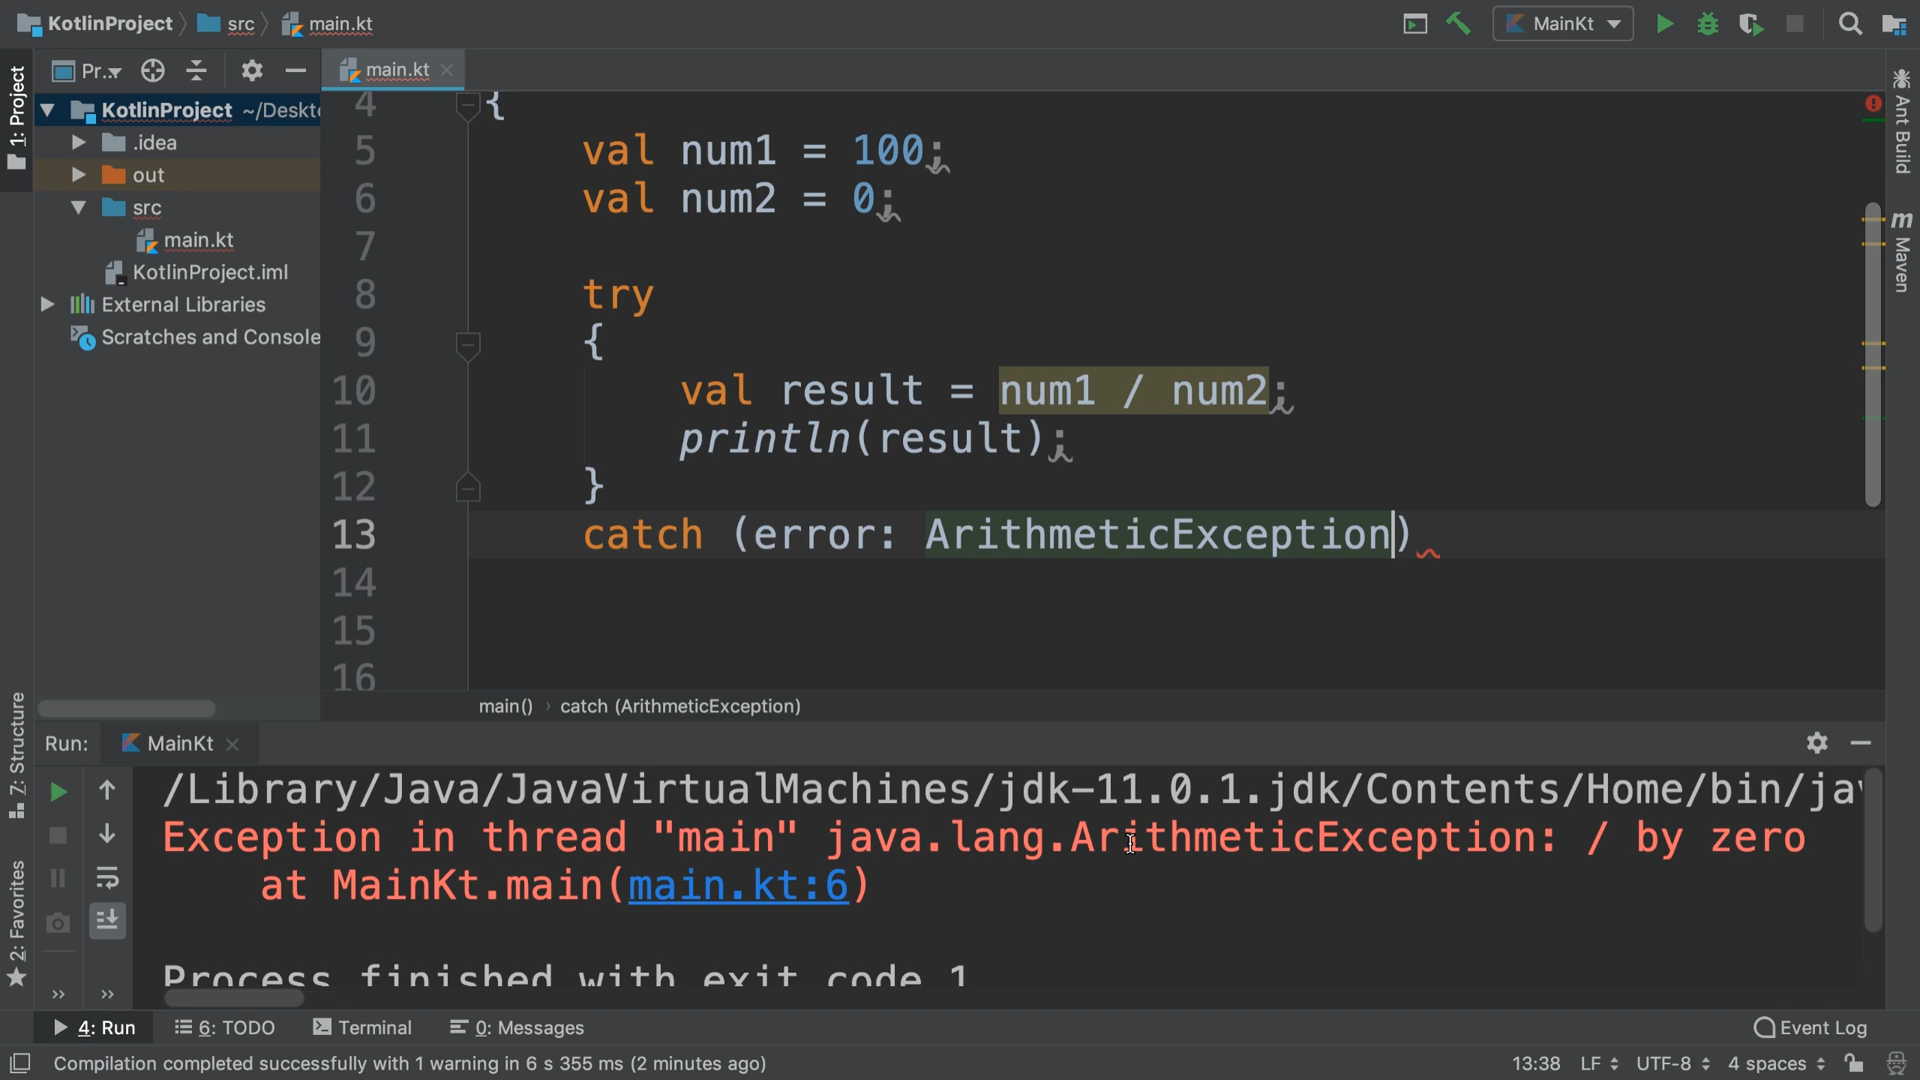 KotlinProject src main.kt MainKt
1: Project Pr.. main.kt
KotlinProject ~/Deskt
.idea
out
src
main.kt
KotlinProject.iml
External Libraries
Scratches and Console
4 {
5 val num1 = 100;
6 val num2 = 0;
7
8 try
9 {
10 val result = num1 / num2;
11 println(result);
12 }
13 catch (error: ArithmeticException)
14
15
16
main() › catch (ArithmeticException)
Ant Build
Maven
7: Structure
2: Favorites
Run: MainKt
/Library/Java/JavaVirtualMachines/jdk-11.0.1.jdk/Contents/Home/bin/jav
Exception in thread "main" java.lang.ArithmeticException: / by zero
at MainKt.main(main.kt:6)
Process finished with exit code 1
4: Run 6: TODO Terminal 0: Messages Event Log
Compilation completed successfully with 1 warning in 6 s 355 ms (2 minutes ago) 13:38 LF UTF-8 4 spaces